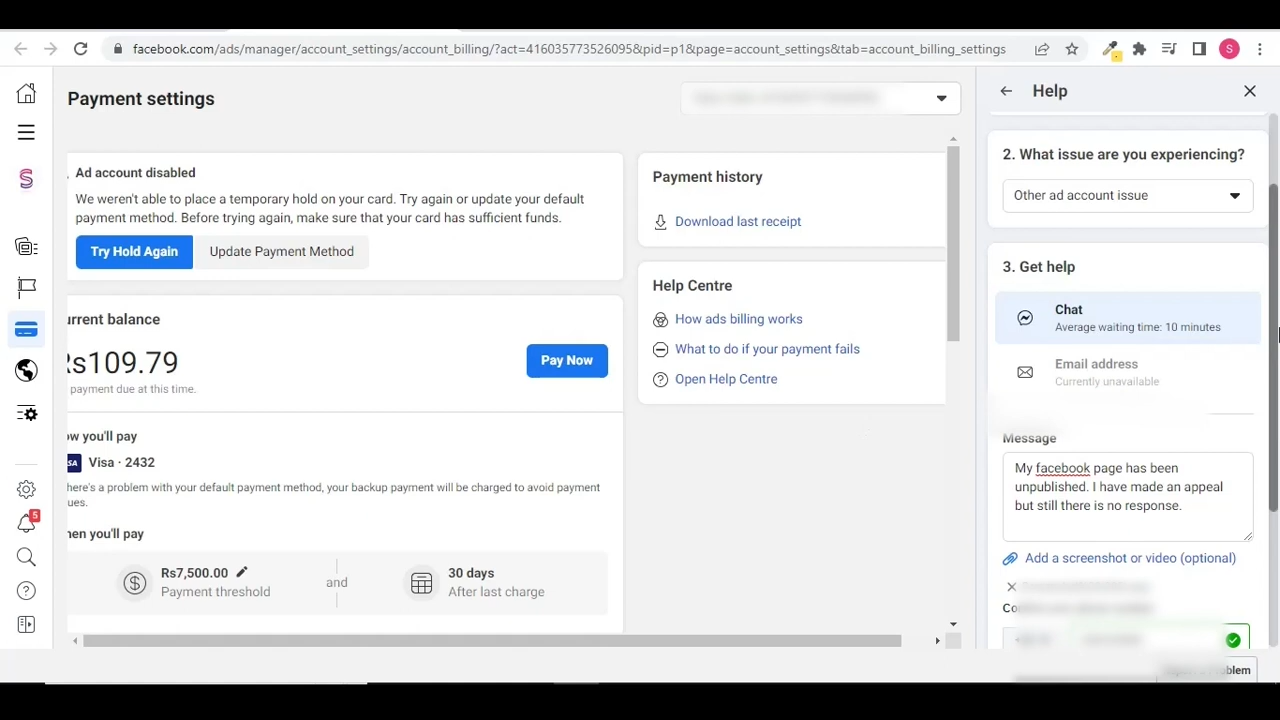 facebook.com/ads/manager/account_settings/account_billing/?act=416035773526095&pid=p1&page=account_settings&tab=account_billing_settings
S
Payment settings
Help
S
5
Ad account disabled
We weren't able to place a temporary hold on your card. Try again or update your default
payment method. Before trying again, make sure that your card has sufficient funds.
Try Hold Again
Update Payment Method
urrent balance
Rs109.79
payment due at this time.
Pay Now
ow you'll pay
VISA
Visa · 2432
here's a problem with your default payment method, your backup payment will be charged to avoid payment
ues.
hen you'll pay
Rs7,500.00
Payment threshold
and
30 days
After last charge
Payment history
Download last receipt
Help Centre
How ads billing works
What to do if your payment fails
Open Help Centre
2. What issue are you experiencing?
Other ad account issue
3. Get help
Chat
Average waiting time: 10 minutes
Email address
Currently unavailable
Message
My facebook page has been
unpublished. I have made an appeal
but still there is no response.
Add a screenshot or video (optional)